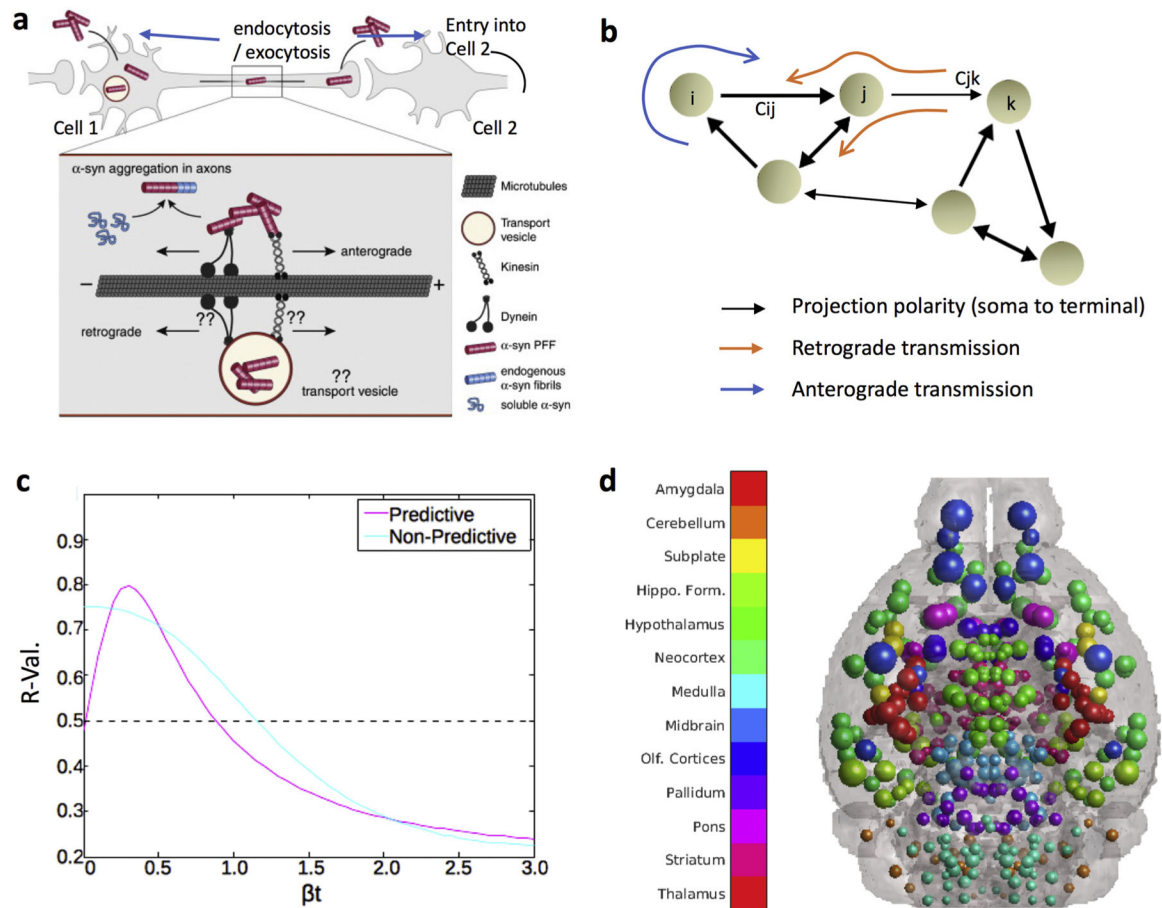 a
endocytosis
/ exocytosis
Entry into
Cell 2
Cell 1
Cell 2
α-syn aggregation in axons
anterograde
−
+
retrograde
??
??
??
transport vesicle
Microtubules
Transport
vesicle
Kinesin
Dynein
α-syn PFF
endogenous
α-syn fibrils
soluble α-syn
b
i
Cij
j
Cjk
k
Projection polarity (soma to terminal)
Retrograde transmission
Anterograde transmission
c
Predictive
Non-Predictive
R-Val.
0.9
0.8
0.7
0.6
0.5
0.4
0.3
0.2
0.0
0.5
1.0
1.5
2.0
2.5
3.0
βt
d
Amygdala
Cerebellum
Subplate
Hippo. Form.
Hypothalamus
Neocortex
Medulla
Midbrain
Olf. Cortices
Pallidum
Pons
Striatum
Thalamus